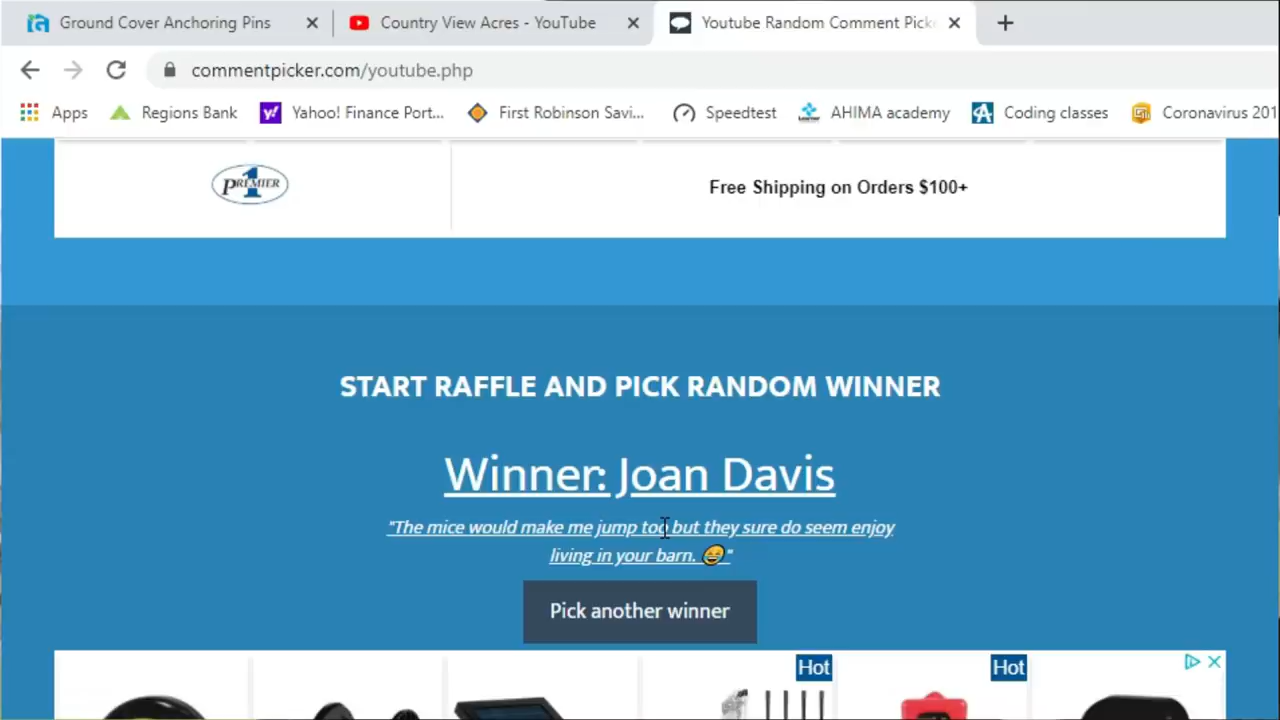 Ground Cover Anchoring Pins
Country View Acres - YouTube
Youtube Random Comment Picke
commentpicker.com/youtube.php
Apps
Regions Bank
Yahoo! Finance Port...
First Robinson Savi...
Speedtest
AHIMA academy
Coding classes
Coronavirus 201
PREMIER 1
Free Shipping on Orders $100+
START RAFFLE AND PICK RANDOM WINNER
Winner: Joan Davis
"The mice would make me jump too but they sure do seem enjoy
living in your barn. 😅"
Pick another winner
Hot
Hot